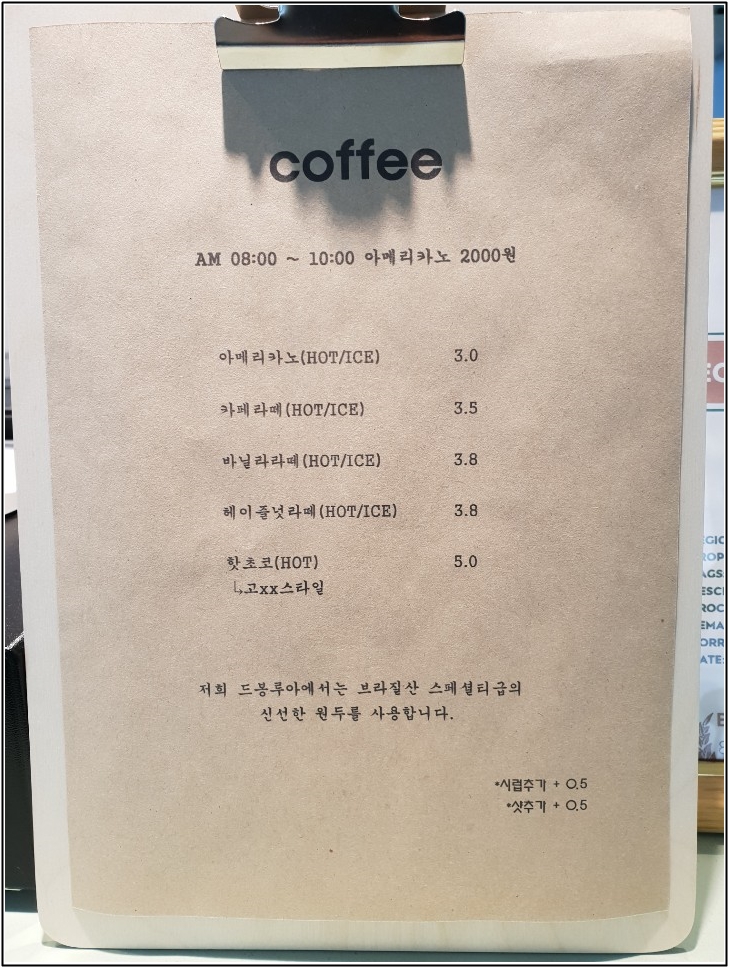 coffee
AM 08:00 ~ 10:00 아메리카노 2000원
아메리카노(HOT/ICE) 3.0
카페라떼(HOT/ICE) 3.5
바닐라라떼(HOT/ICE) 3.8
헤이즐넛라떼(HOT/ICE) 3.8
핫초코(HOT) 5.0
↳고xx스타일
저희 드봉루아에서는 브라질산 스페셜티급의
신선한 원두를 사용합니다.
*시럽추가 + 0.5
*샷추가 + 0.5